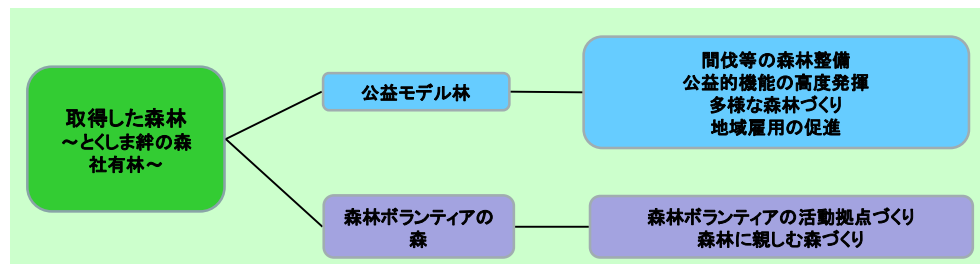 取得した森林
～とくしま絆の森
社有林～
公益モデル林
間伐等の森林整備
公益的機能の高度発揮
多様な森林づくり
地域雇用の促進
森林ボランティアの
森
森林ボランティアの活動拠点づくり
森林に親しむ森づくり